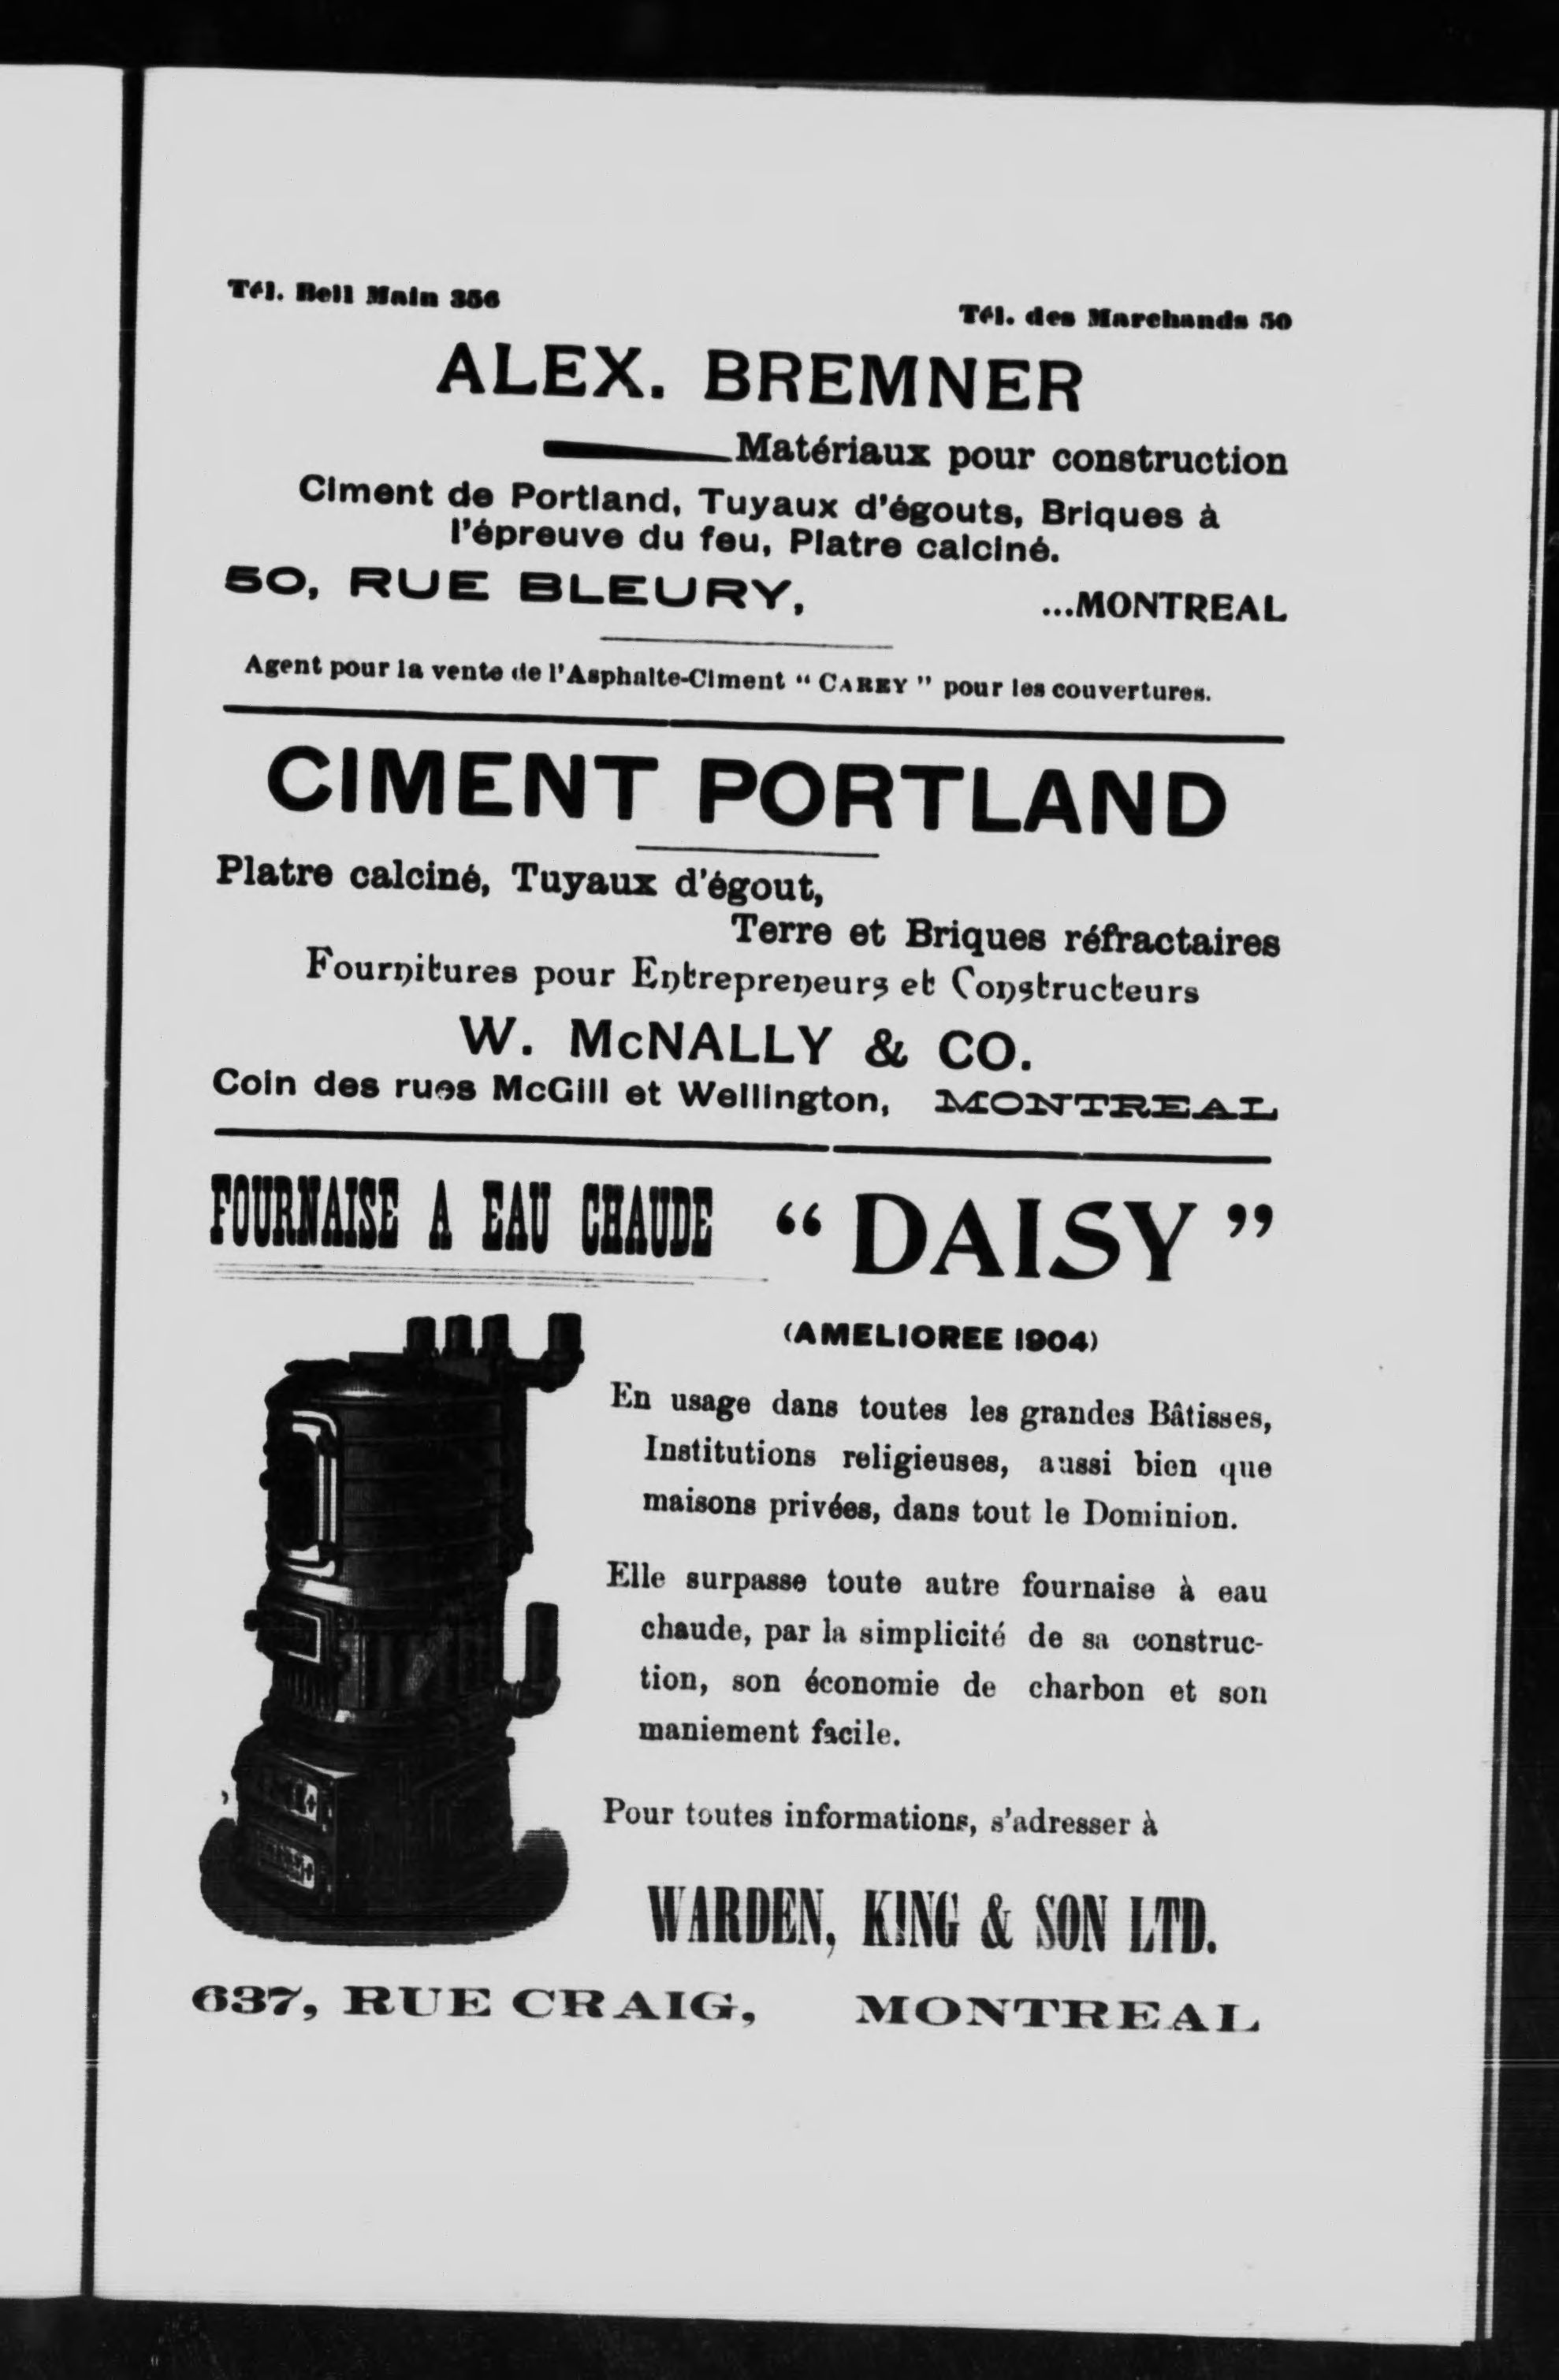 Tél. Bell Main 356
Tél. des Marchands 50
ALEX. BREMNER
Matériaux pour construction
Ciment de Portland, Tuyaux d'égouts, Briques à
l'épreuve du feu, Platre calciné.
50, RUE BLEURY, ...MONTREAL
Agent pour la vente de l'Asphalte-Ciment " CAREY " pour les couvertures.
CIMENT PORTLAND
Platre calciné, Tuyaux d'égout,
Terre et Briques réfractaires
Fournitures pour Entrepreneurs et Constructeurs
W. McNALLY & CO.
Coin des rues McGill et Wellington, MONTREAL
FOURNAISE A EAU CHAUDE " DAISY "
(AMELIOREE 1904)
En usage dans toutes les grandes Bâtisses,
Institutions religieuses, aussi bien que
maisons privées, dans tout le Dominion.
Elle surpasse toute autre fournaise à eau
chaude, par la simplicité de sa construc-
tion, son économie de charbon et son
maniement facile.
Pour toutes informations, s'adresser à
WARDEN, KING & SON LTD.
637, RUE CRAIG, MONTREAL